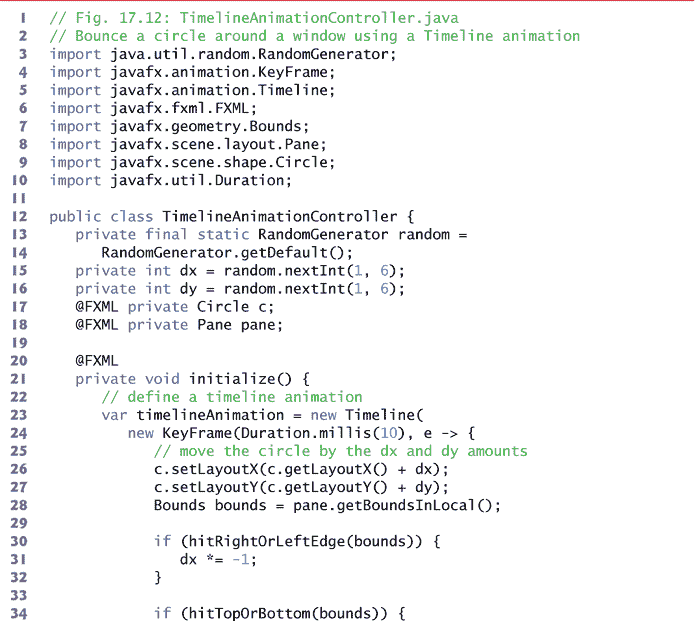 1 // Fig. 17.12: TimelineAnimationController.java
2 // Bounce a circle around a window using a Timeline animation
3 import java.util.random.RandomGenerator;
4 import javafx.animation.KeyFrame;
5 import javafx.animation.Timeline;
6 import javafx.fxml.FXML;
7 import javafx.geometry.Bounds;
8 import javafx.scene.layout.Pane;
9 import javafx.scene.shape.Circle;
10 import javafx.util.Duration;
11
12 public class TimelineAnimationController {
13    private final static RandomGenerator random =
14       RandomGenerator.getDefault();
15    private int dx = random.nextInt(1, 6);
16    private int dy = random.nextInt(1, 6);
17    @FXML private Circle c;
18    @FXML private Pane pane;
19
20    @FXML
21    private void initialize() {
22       // define a timeline animation
23       var timelineAnimation = new Timeline(
24          new KeyFrame(Duration.millis(10), e -> {
25             // move the circle by the dx and dy amounts
26             c.setLayoutX(c.getLayoutX() + dx);
27             c.setLayoutY(c.getLayoutY() + dy);
28             Bounds bounds = pane.getBoundsInLocal();
29
30             if (hitRightOrLeftEdge(bounds)) {
31                dx *= -1;
32             }
33
34             if (hitTopOrBottom(bounds)) {